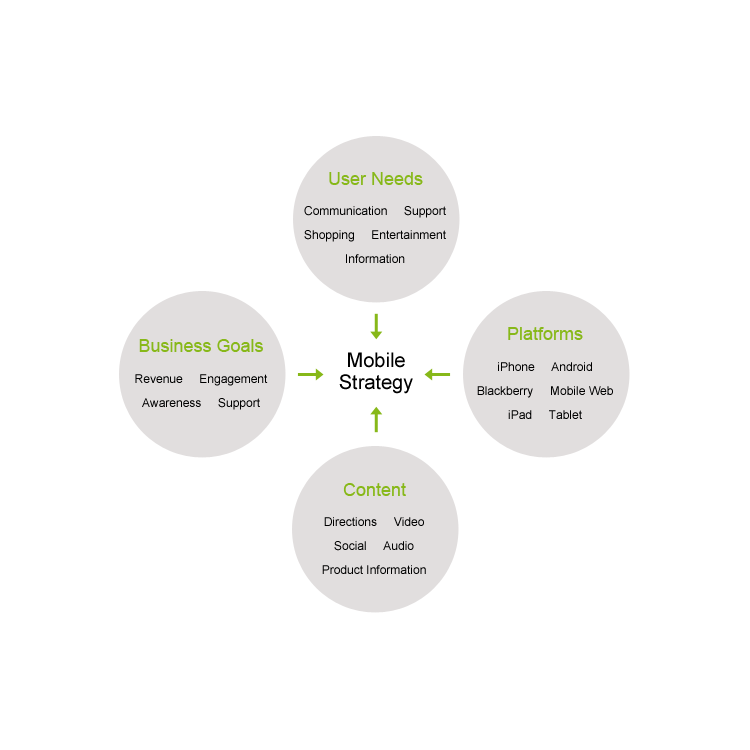 User Needs
Communication Support
Shopping Entertainment
Information
Business Goals
Revenue Engagement
Awareness Support
Mobile
Strategy
Platforms
iPhone Android
Blackberry Mobile Web
iPad Tablet
Content
Directions Video
Social Audio
Product Information